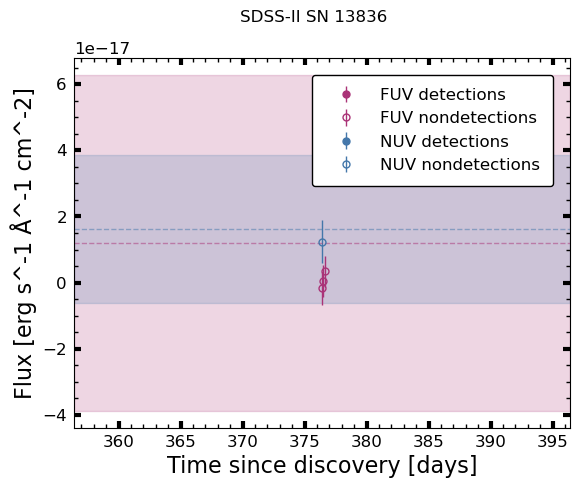 SDSS-II SN 13836
1e−17
FUV detections
FUV nondetections
NUV detections
NUV nondetections
6
4
2
0
−2
−4
Flux [erg s^-1 Å^-1 cm^-2]
360 365 370 375 380 385 390 395
Time since discovery [days]